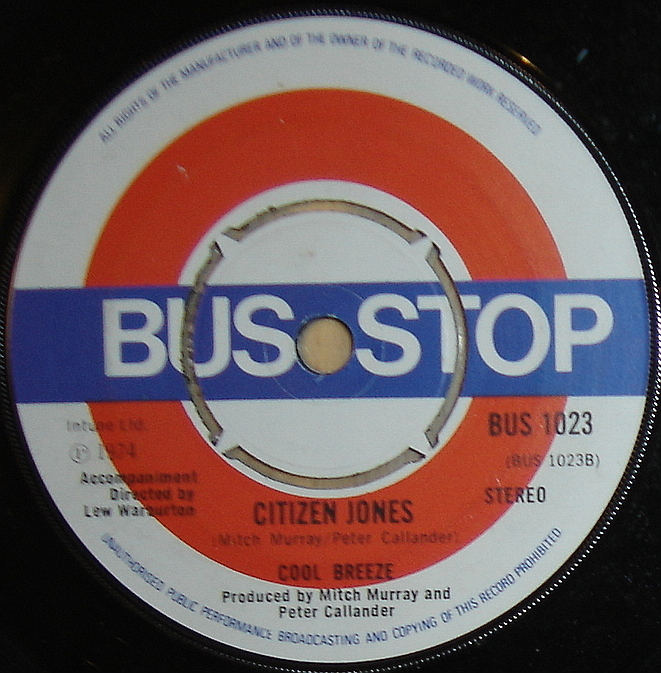 ALL RIGHTS OF THE MANUFACTURER AND OF THE OWNER OF THE RECORDED WORK RESERVED
BUS STOP
Intune Ltd.
℗ 1974
Accompaniment
Directed by
Lew Warburton
BUS 1023
(BUS 1023B)
STEREO
CITIZEN JONES
(Mitch Murray/Peter Callander)
COOL BREEZE
Produced by Mitch Murray and
Peter Callander
UNAUTHORISED PUBLIC PERFORMANCE BROADCASTING AND COPYING OF THIS RECORD PROHIBITED